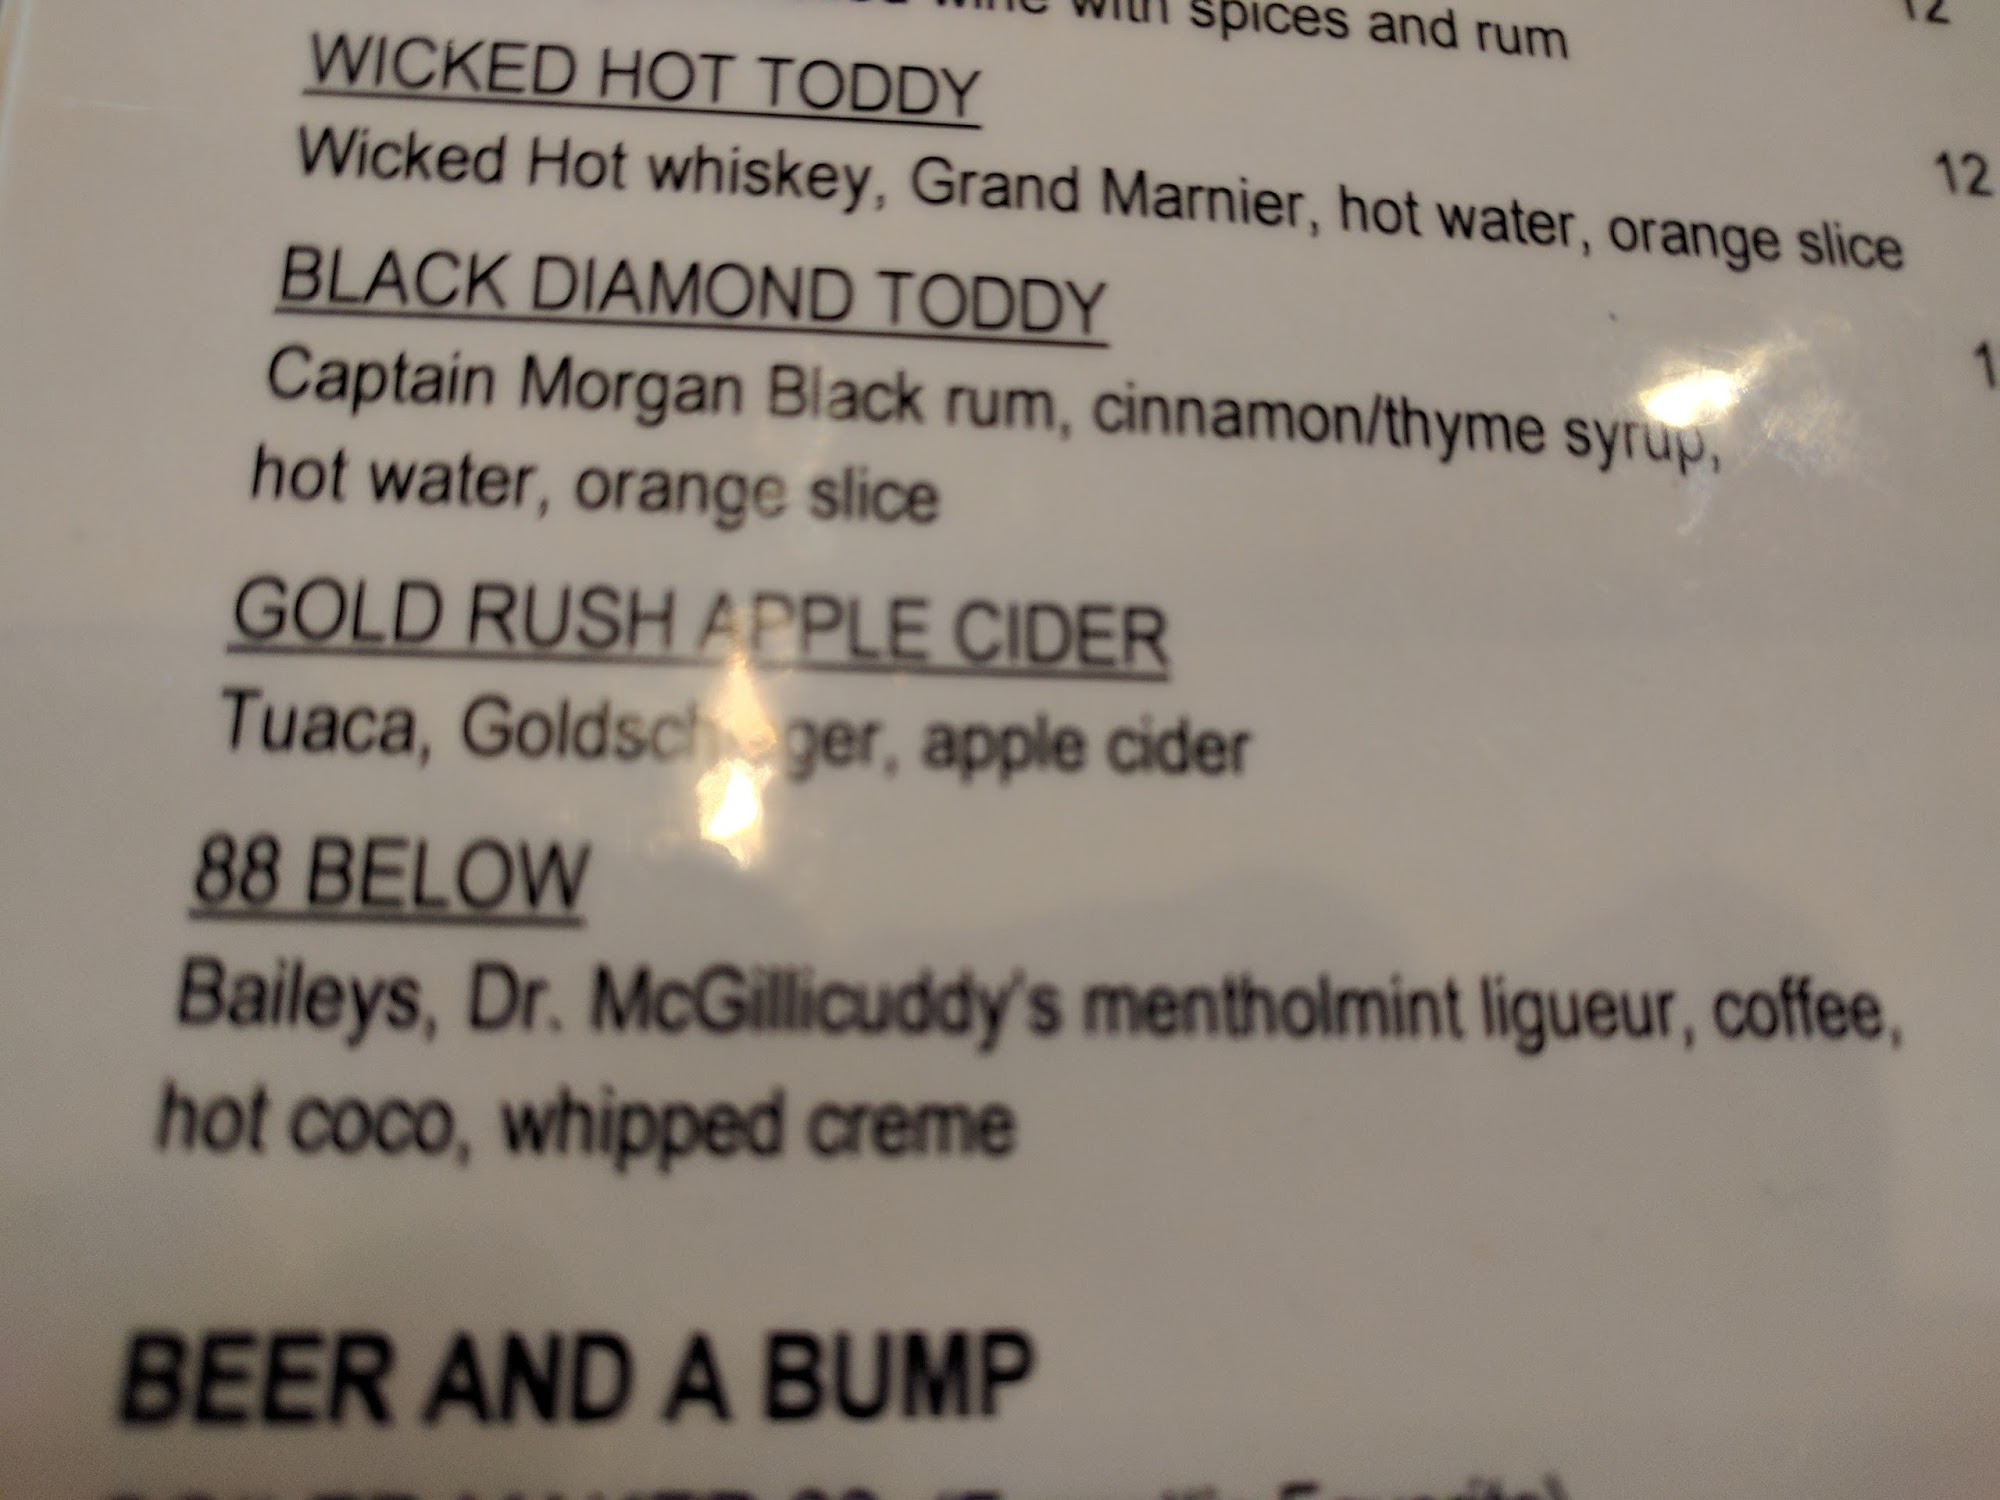 wine with spices and rum 12
WICKED HOT TODDY
12
Wicked Hot whiskey, Grand Marnier, hot water, orange slice
BLACK DIAMOND TODDY
Captain Morgan Black rum, cinnamon/thyme syrup,
hot water, orange slice
GOLD RUSH APPLE CIDER
Tuaca, apple cider
88 BELOW
Baileys, Dr. McGillicuddy's mentholmint ligueur, coffee,
hot coco, whipped creme
BEER AND A BUMP